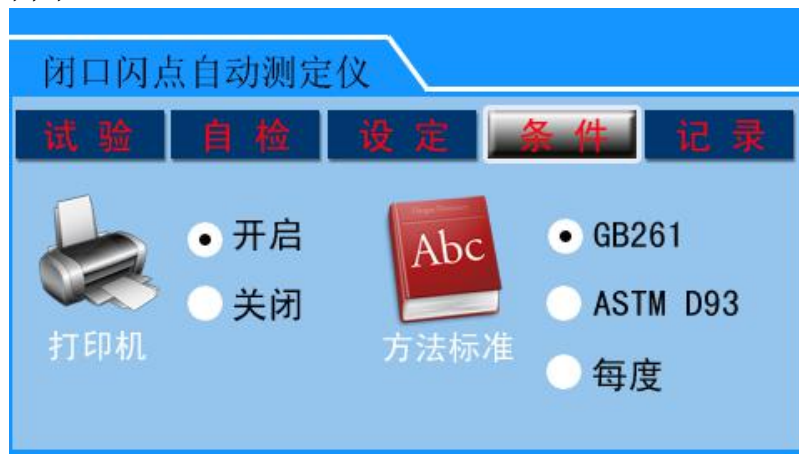 闭口闪点自动测定仪
试 验 自 检 设 定 条 件 记 录
开启
关闭
打印机
Abc
方法标准
GB261
ASTM D93
每度